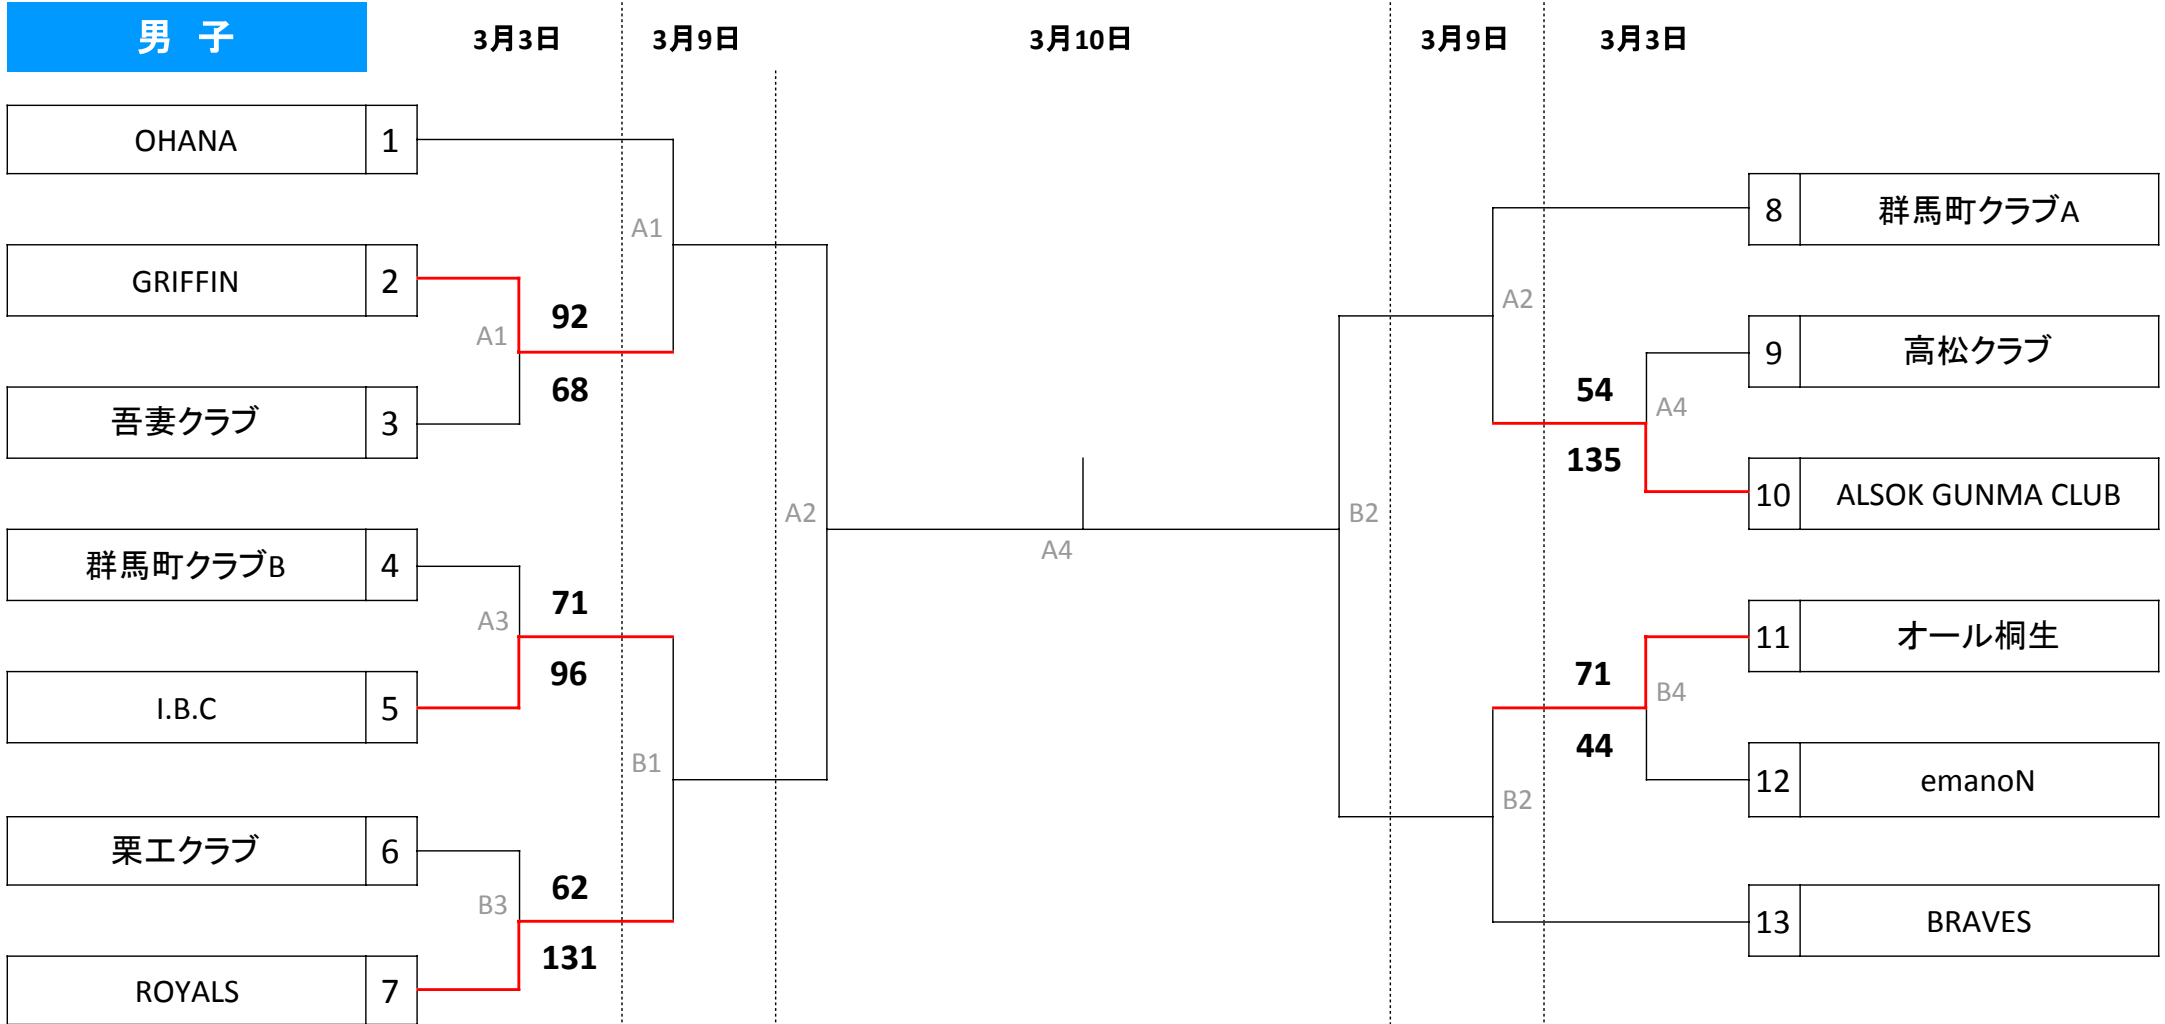 男 子
3月3日
3月9日
3月10日
3月9日
3月3日
OHANA 1
A1
GRIFFIN 2
A1
92
68
吾妻クラブ 3
群馬町クラブB 4
A3
71
96
I.B.C 5
B1
栗工クラブ 6
B3
62
131
ROYALS 7
A2
A4
B2
8 群馬町クラブA
A2
9 高松クラブ
54
A4
135
10 ALSOK GUNMA CLUB
11 オール桐生
71
B4
44
12 emanoN
B2
13 BRAVES